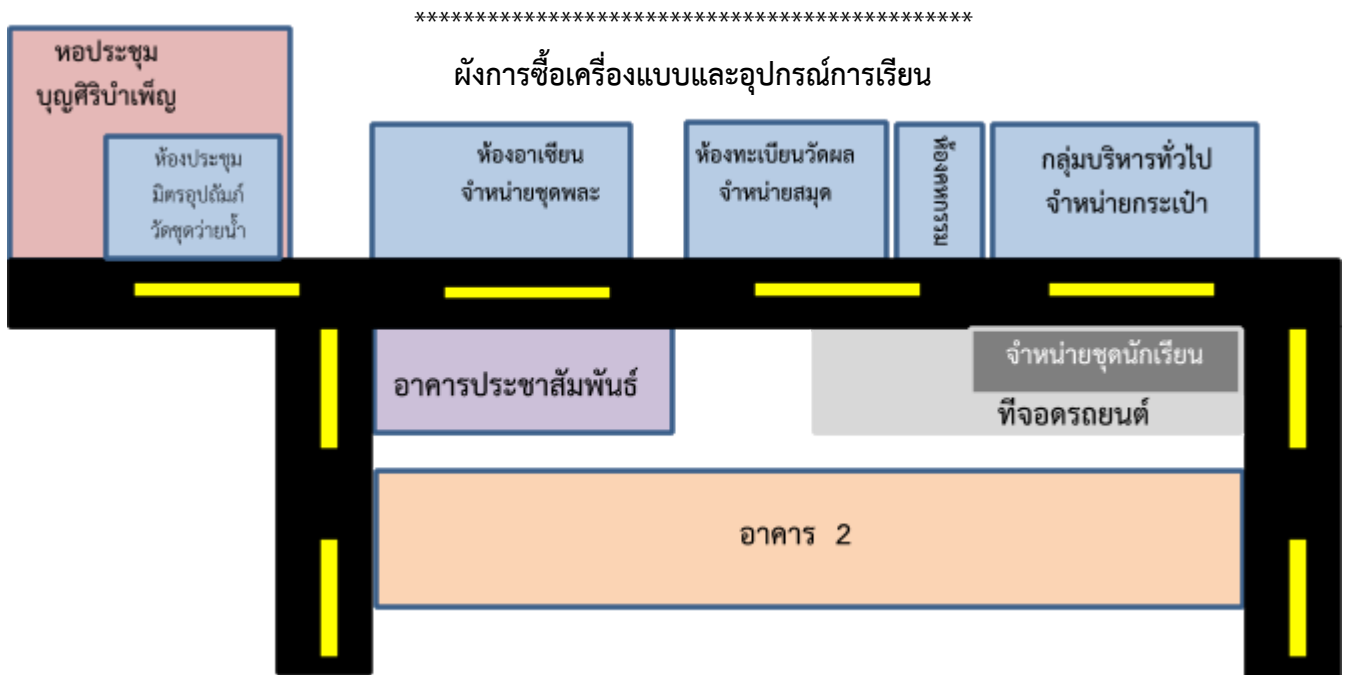 **********************************************
ผังการซื้อเครื่องแบบและอุปกรณ์การเรียน
หอประชุม
บุญศิริบำเพ็ญ
ห้องประชุม
มิตรอุปถัมภ์
วัดชุดว่ายน้ำ
ห้องอาเซียน
จำหน่ายชุดพละ
ห้องทะเบียนวัดผล
จำหน่ายสมุด
ห้องคหกรรม
กลุ่มบริหารทั่วไป
จำหน่ายกระเป๋า
อาคารประชาสัมพันธ์
จำหน่ายชุดนักเรียน
ที่จอดรถยนต์
อาคาร 2